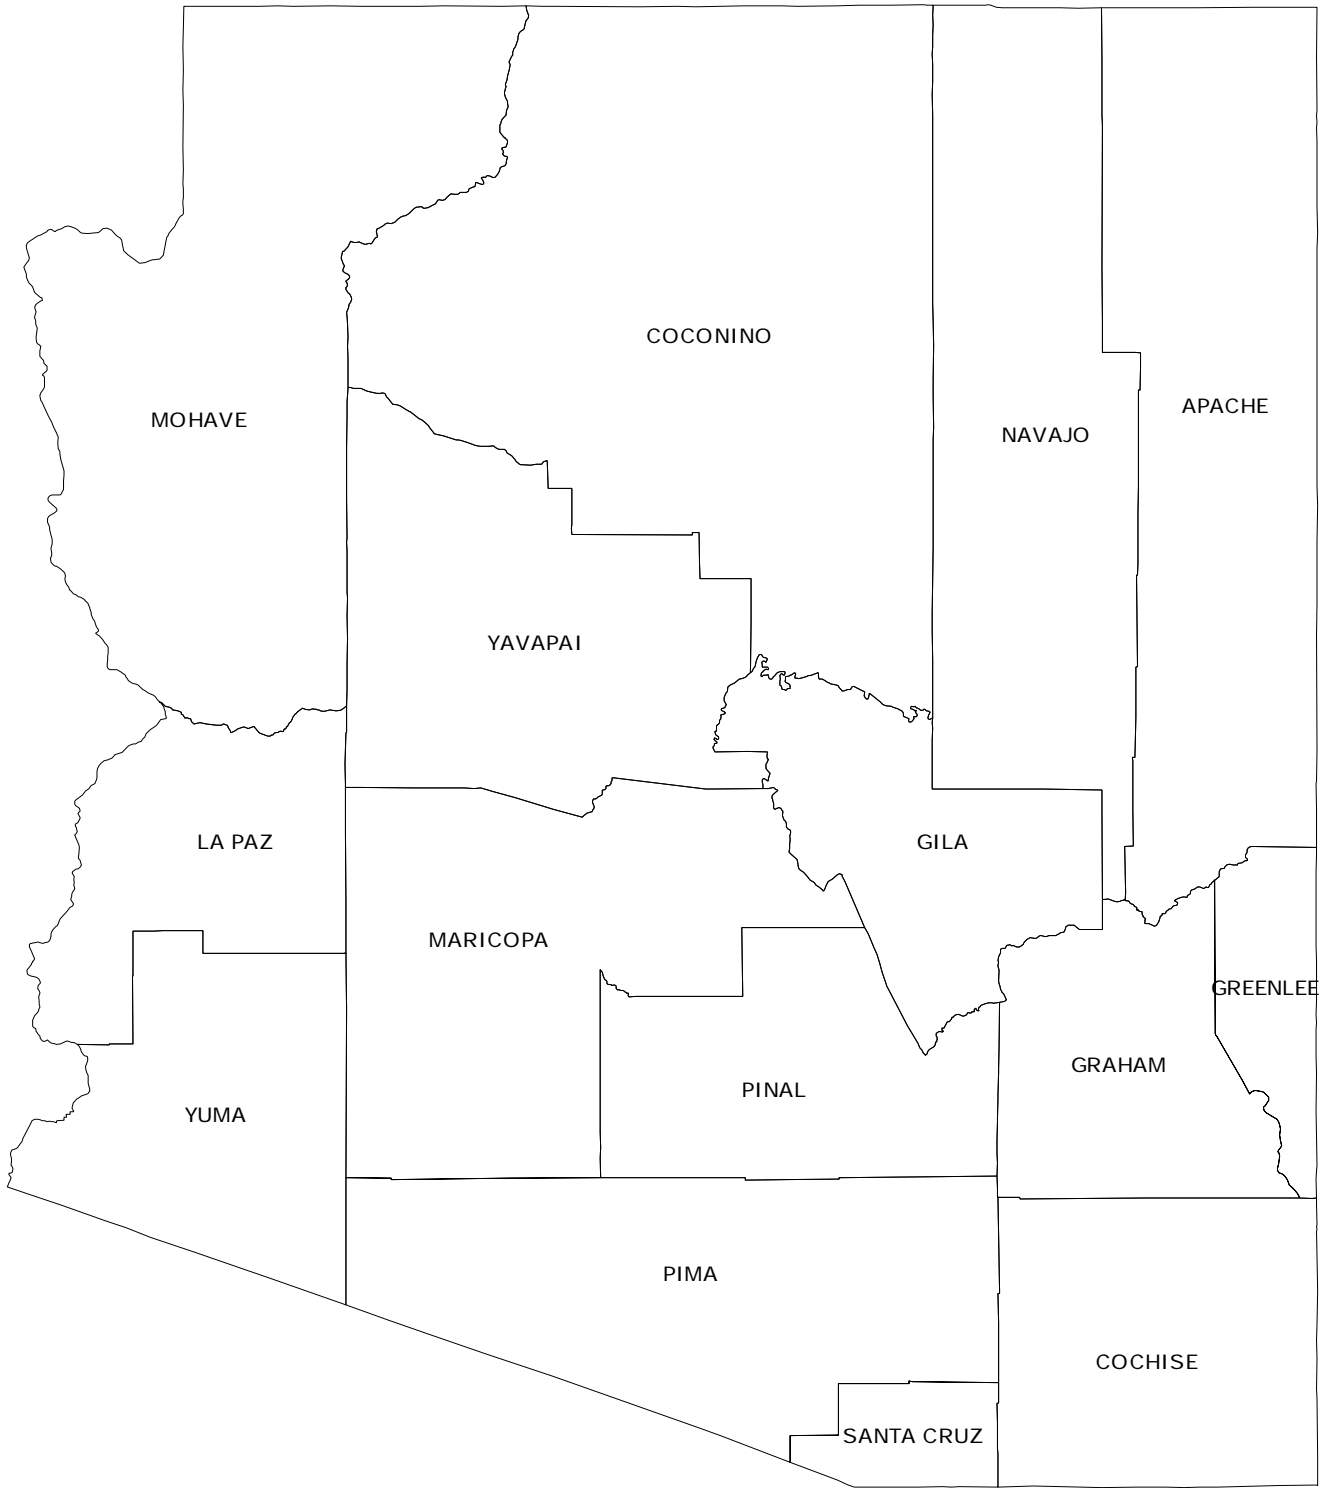 COCONINO
MOHAVE
NAVAJO
APACHE
YAVAPAI
LA PAZ
GILA
MARICOPA
GREENLEE
GRAHAM
PINAL
YUMA
PIMA
COCHISE
SANTA CRUZ